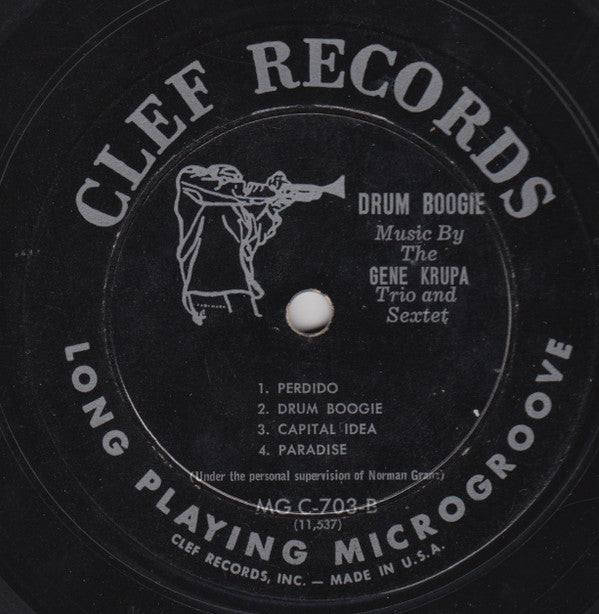 CLEF RECORDS
DRUM BOOGIE
Music By
The
GENE KRUPA
Trio and
Sextet
1. PERDIDO
2. DRUM BOOGIE
3. CAPITAL IDEA
4. PARADISE
(Under the personal supervision of Norman Granz)
MG C-703-B
(11,537)
LONG PLAYING MICROGROOVE
CLEF RECORDS, INC. — MADE IN U.S.A.